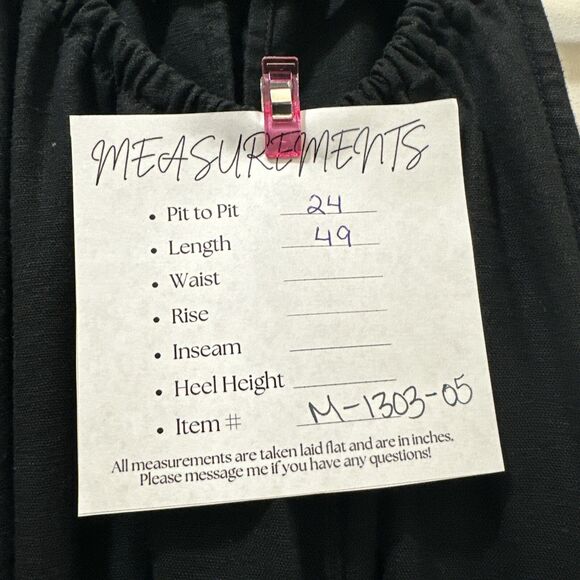 MEASUREMENTS
• Pit to Pit 24
• Length 49
• Waist
• Rise
• Inseam
• Heel Height
• Item # M-1303-05
All measurements are taken laid flat and are in inches.
Please message me if you have any questions!